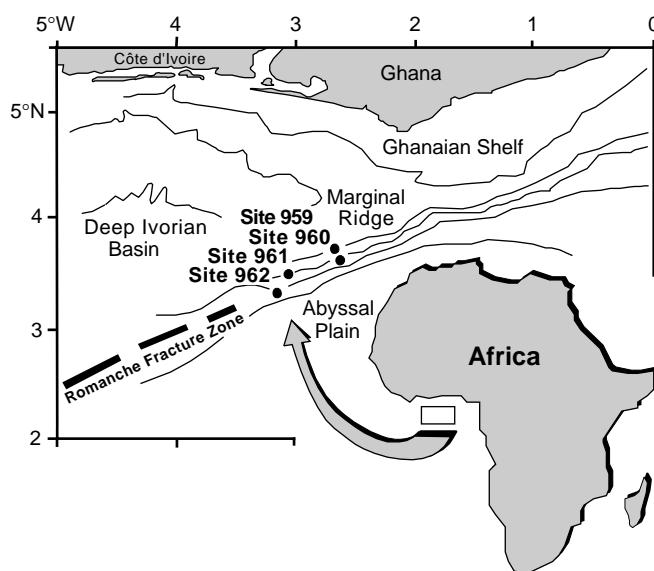 5°W 4 3 2 1 0
Côte d'Ivoire
Ghana
5°N
Ghanaian Shelf
4
Marginal
Ridge
Site 959
Deep Ivorian
Basin
Site 960
Site 961
Site 962
Abyssal
Plain
3
Romanche Fracture Zone
Africa
2